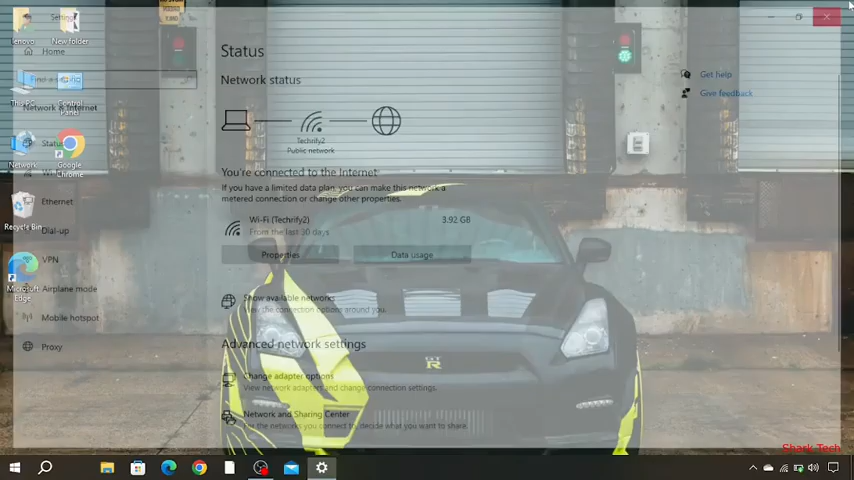 Settings
Lenovo
New folder
Home
Find a setting
This PC
Control Panel
Network & Internet
Status
Network
Google Chrome
Ethernet
Recycle Bin
Dial-up
VPN
Microsoft Edge
Airplane mode
Mobile hotspot
Proxy
Status
Network status
Techrify2
Public network
You're connected to the Internet
If you have a limited data plan, you can make this network a
metered connection or change other properties.
Wi-Fi (Techrify2)
3.92 GB
From the last 30 days
Properties
Data usage
Show available networks
View the connection options around you.
Advanced network settings
Change adapter options
View network adapters and change connection settings.
Network and Sharing Center
For the networks you connect to, decide what you want to share.
Get help
Give feedback
GT
R
Shark Tech